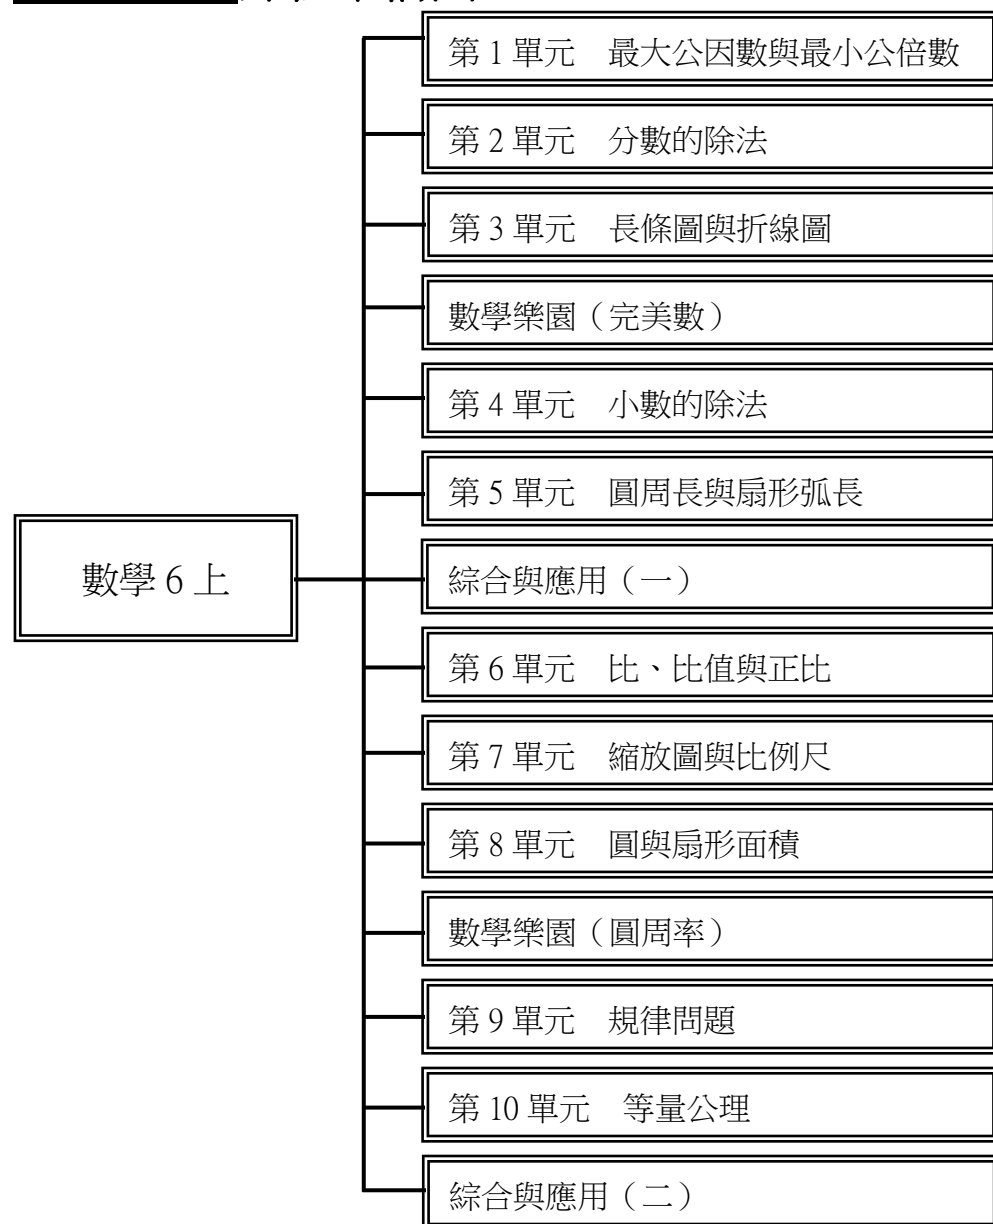 第 1 單元　最大公因數與最小公倍數
第 2 單元　分數的除法
第 3 單元　長條圖與折線圖
數學樂園（完美數）
第 4 單元　小數的除法
第 5 單元　圓周長與扇形弧長
數學 6 上
綜合與應用（一）
第 6 單元　比、比值與正比
第 7 單元　縮放圖與比例尺
第 8 單元　圓與扇形面積
數學樂園（圓周率）
第 9 單元　規律問題
第 10 單元　等量公理
綜合與應用（二）